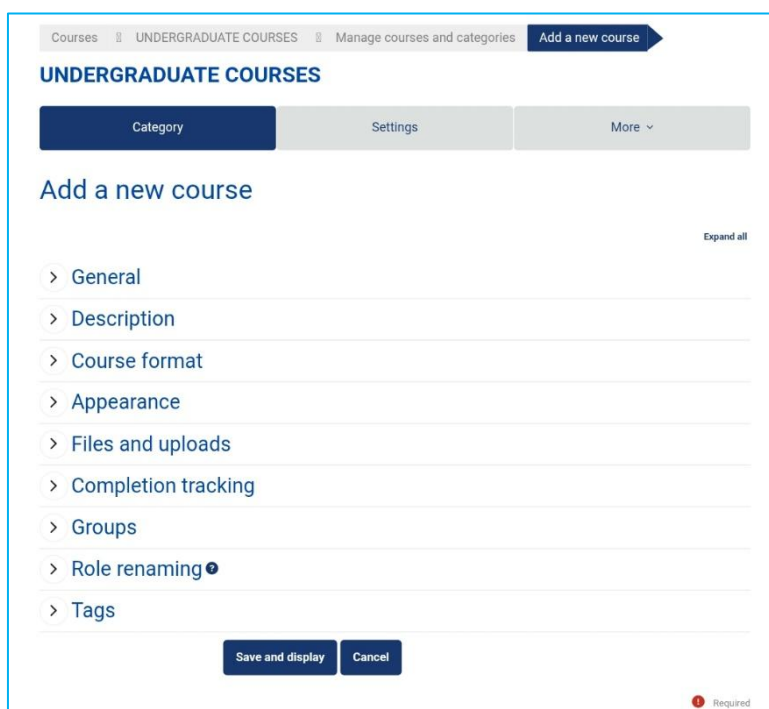 Courses UNDERGRADUATE COURSES Manage courses and categories Add a new course
UNDERGRADUATE COURSES
Category Settings More
Add a new course
Expand all
General
Description
Course format
Appearance
Files and uploads
Completion tracking
Groups
Role renaming
Tags
Save and display Cancel
Required